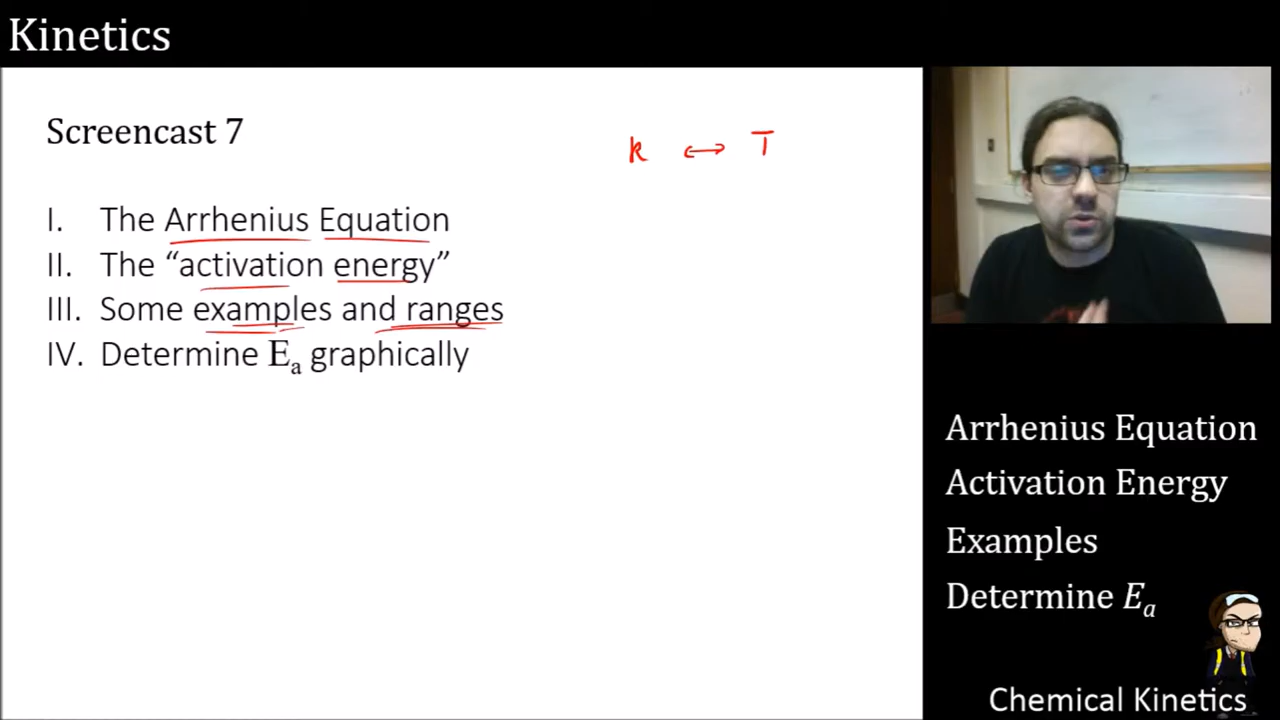 Kinetics
Screencast 7
k ↔ T
I. The Arrhenius Equation
II. The “activation energy”
III. Some examples and ranges
IV. Determine Eₐ graphically
Arrhenius Equation
Activation Energy
Examples
Determine Eₐ
Chemical Kinetics